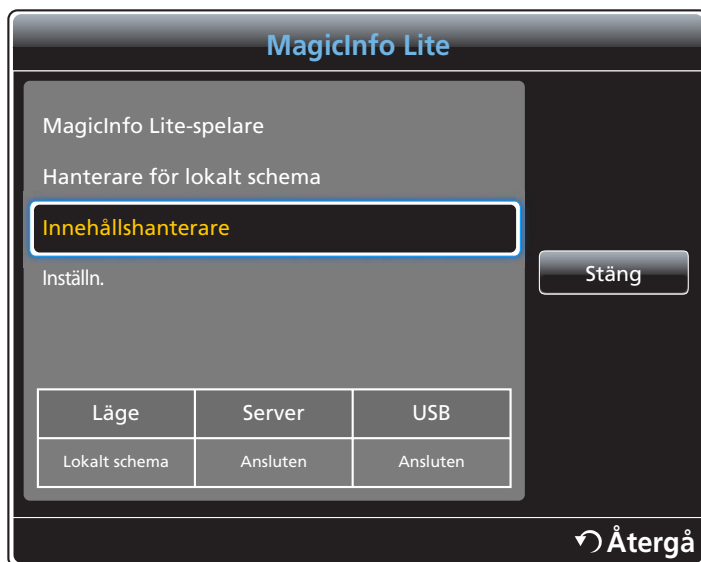 MagicInfo Lite
MagicInfo Lite-spelare
Hanterare för lokalt schema
Innehållshanterare
Inställn.
Stäng
Läge Server USB
Lokalt schema Ansluten Ansluten
Återgå